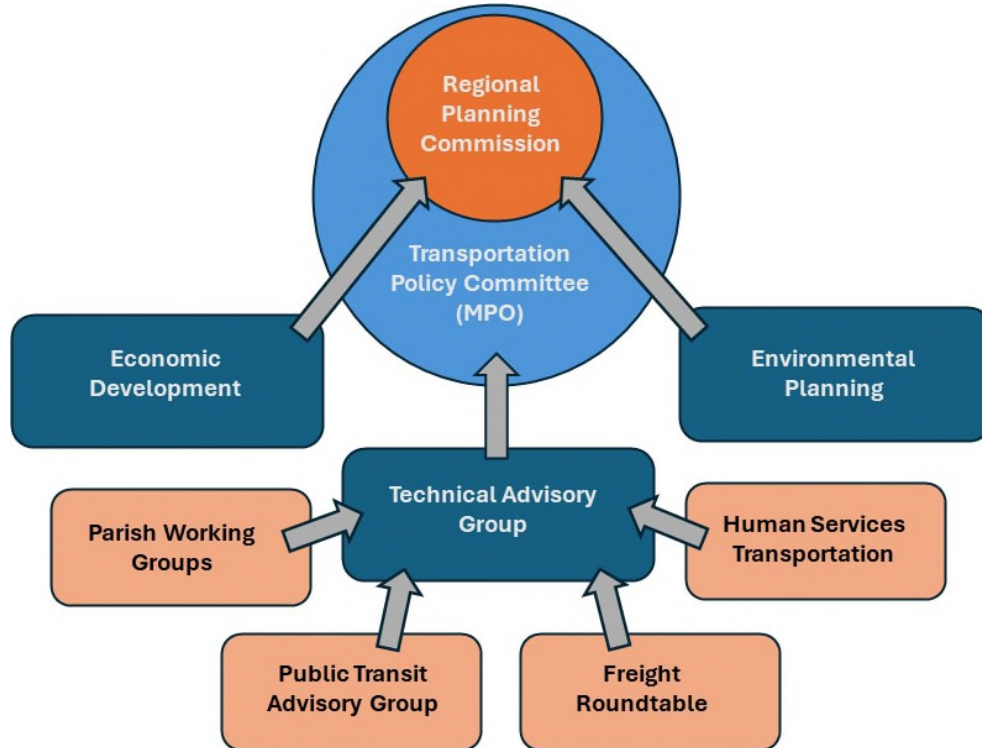 Regional
Planning
Commission
Transportation
Policy Committee
(MPO)
Economic
Development
Environmental
Planning
Technical Advisory
Group
Parish Working
Groups
Human Services
Transportation
Public Transit
Advisory Group
Freight
Roundtable